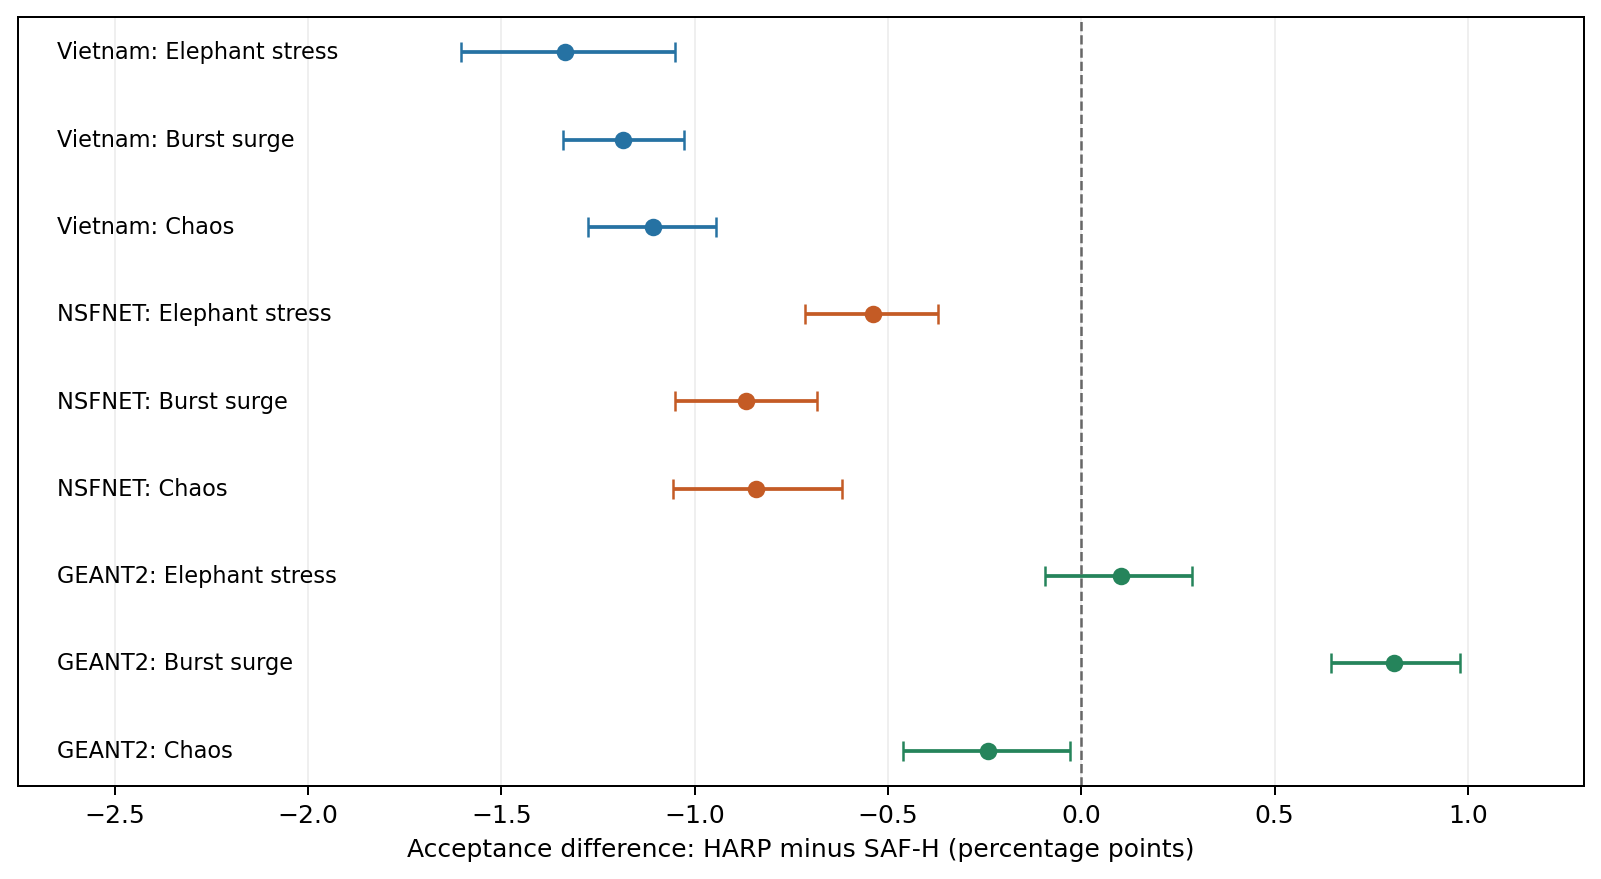 Vietnam: Elephant stress
Vietnam: Burst surge
Vietnam: Chaos
NSFNET: Elephant stress
NSFNET: Burst surge
NSFNET: Chaos
GEANT2: Elephant stress
GEANT2: Burst surge
GEANT2: Chaos
−2.5 −2.0 −1.5 −1.0 −0.5 0.0 0.5 1.0
Acceptance difference: HARP minus SAF-H (percentage points)